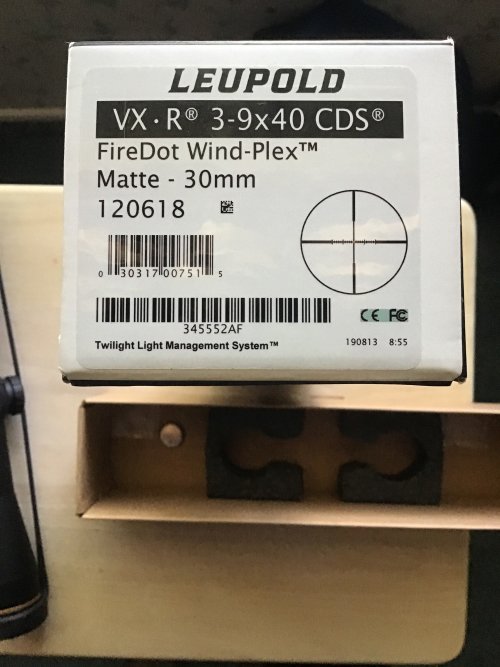 LEUPOLD
VX·R® 3-9x40 CDS®
FireDot Wind-Plex™
Matte - 30mm
120618
0 30317 00751 5
345552AF
CE FC
Twilight Light Management System™
190813 8:55